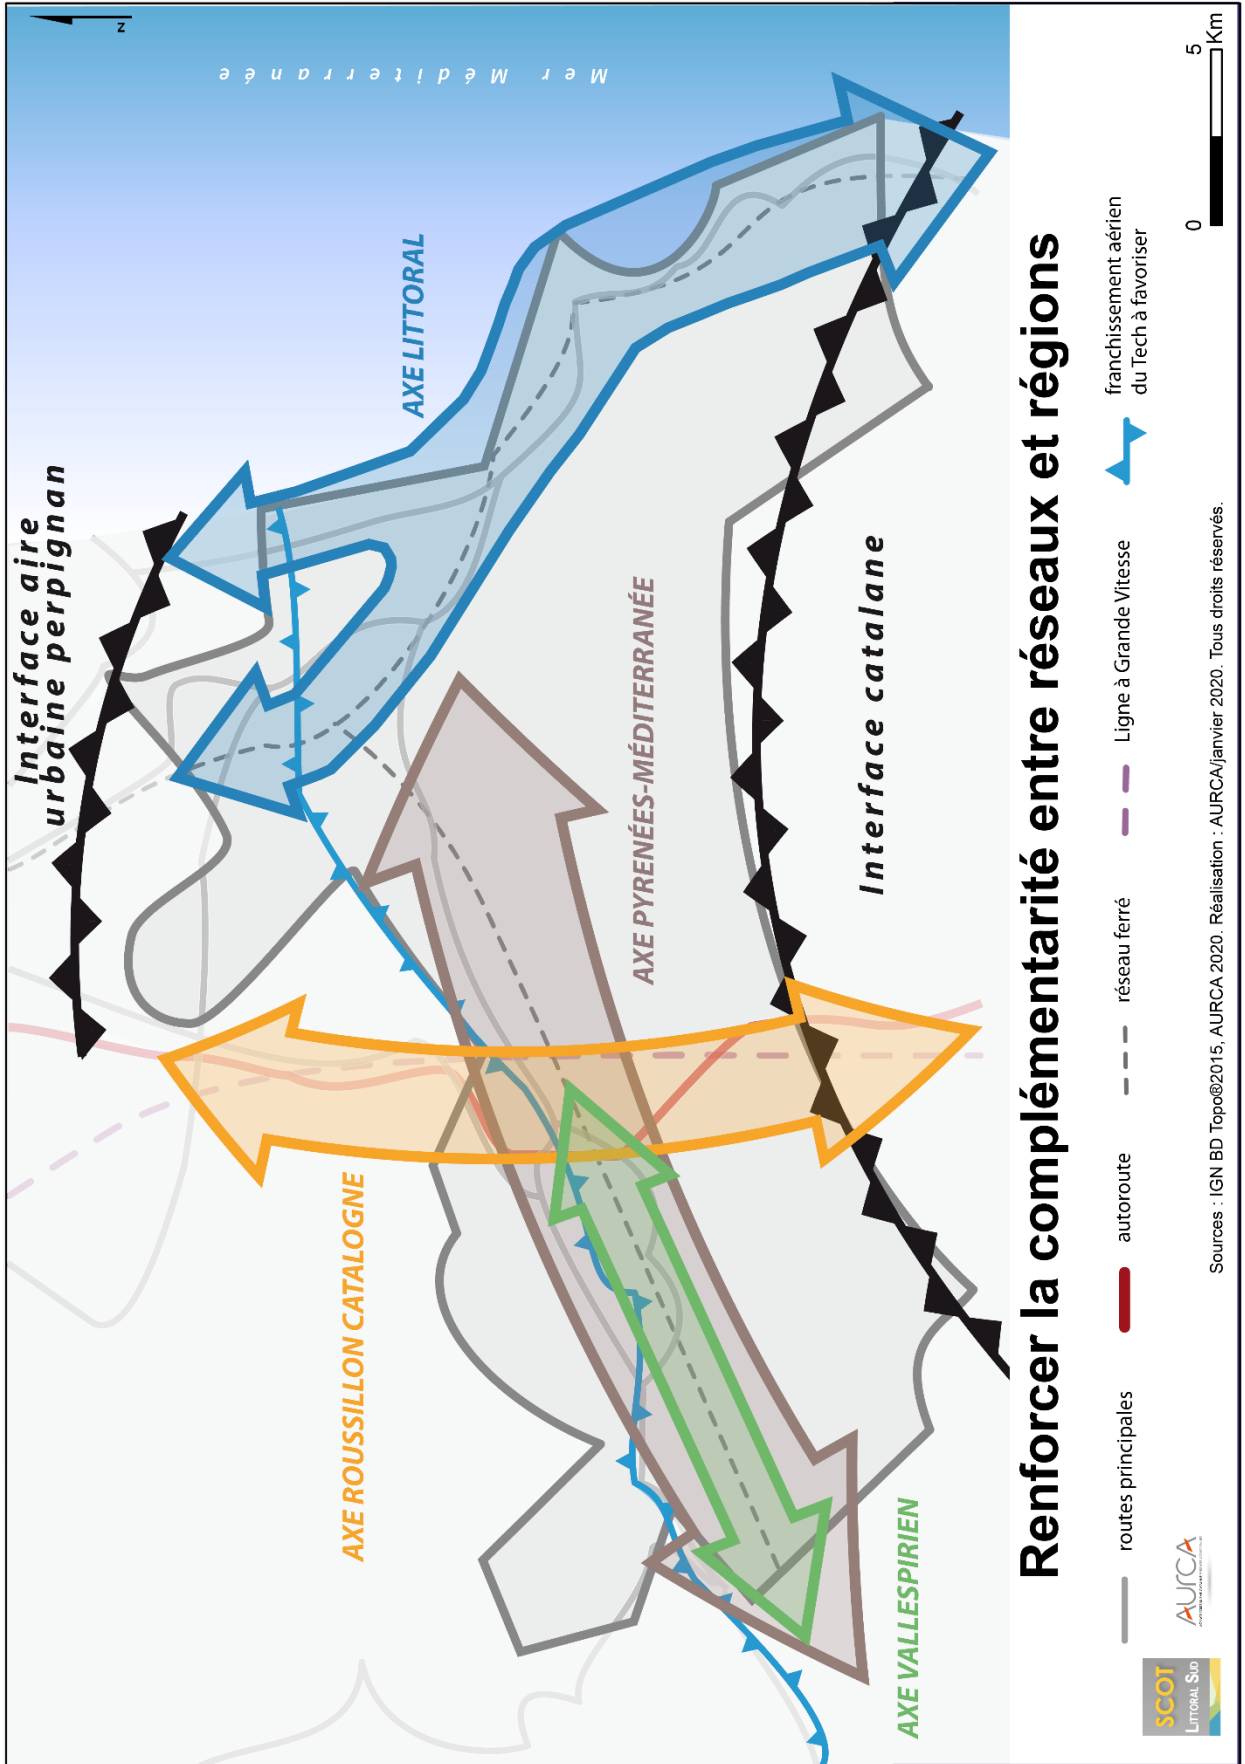 Interface aire
urbaine perpignan
Mer Méditerranée
z
AXE LITTORAL
AXE ROUSSILLON CATALOGNE
AXE PYRENÉES-MÉDITERRANÉE
AXE VALLESPIRIEN
Interface catalane
Renforcer la complémentarité entre réseaux et régions
routes principales
autoroute
réseau ferré
Ligne à Grande Vitesse
franchissement aérien
du Tech à favoriser
0 5
Km
SCOT
LITTORAL SUD
AURCA
Sources : IGN BD Topo®2015, AURCA 2020. Réalisation : AURCA/janvier 2020. Tous droits réservés.